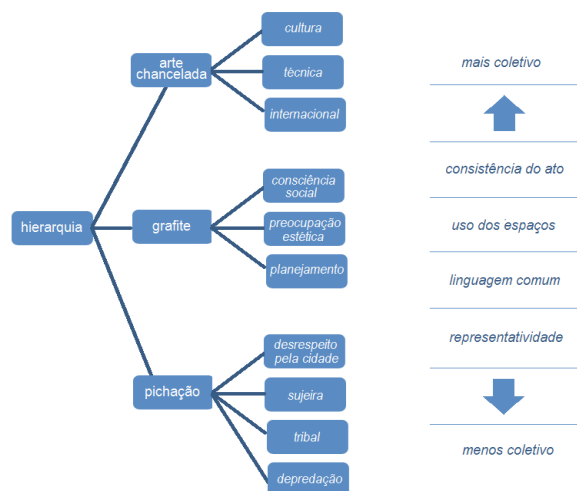 hierarquia
arte
chancelada
cultura
técnica
internacional
grafite
consciência
social
preocupação
estética
planejamento
pichação
desrespeito
pela cidade
sujeira
tribal
depredação
mais coletivo
consistência do ato
uso dos espaços
linguagem comum
representatividade
menos coletivo